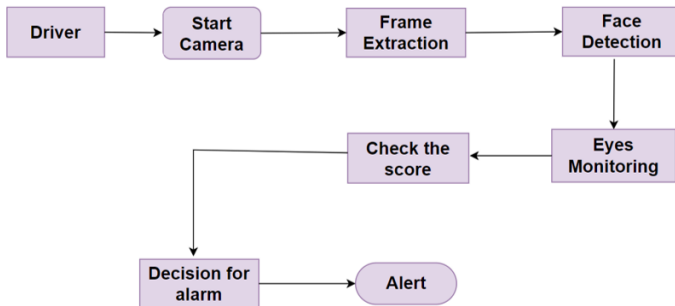 Driver
Start
Camera
Frame
Extraction
Face
Detection
Eyes
Monitoring
Check the
score
Decision for
alarm
Alert